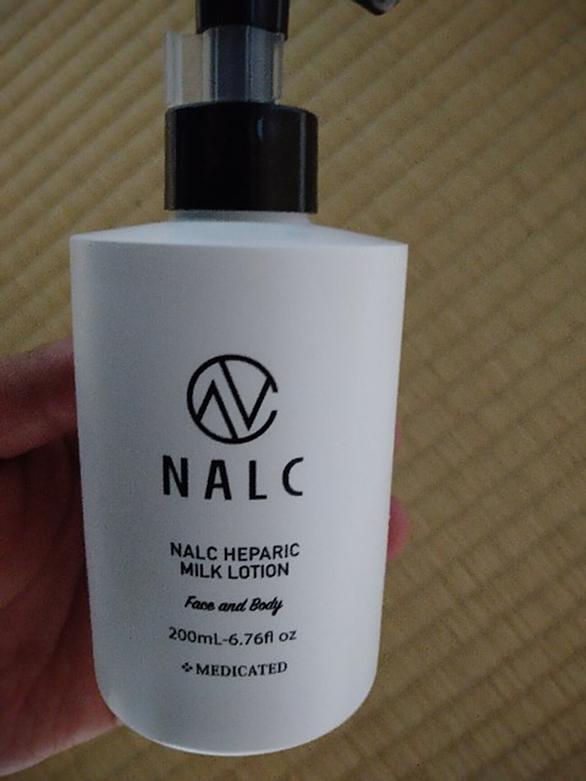 NALC
NALC HEPARIC
MILK LOTION
Face and Body
200mL-6.76fl oz
MEDICATED